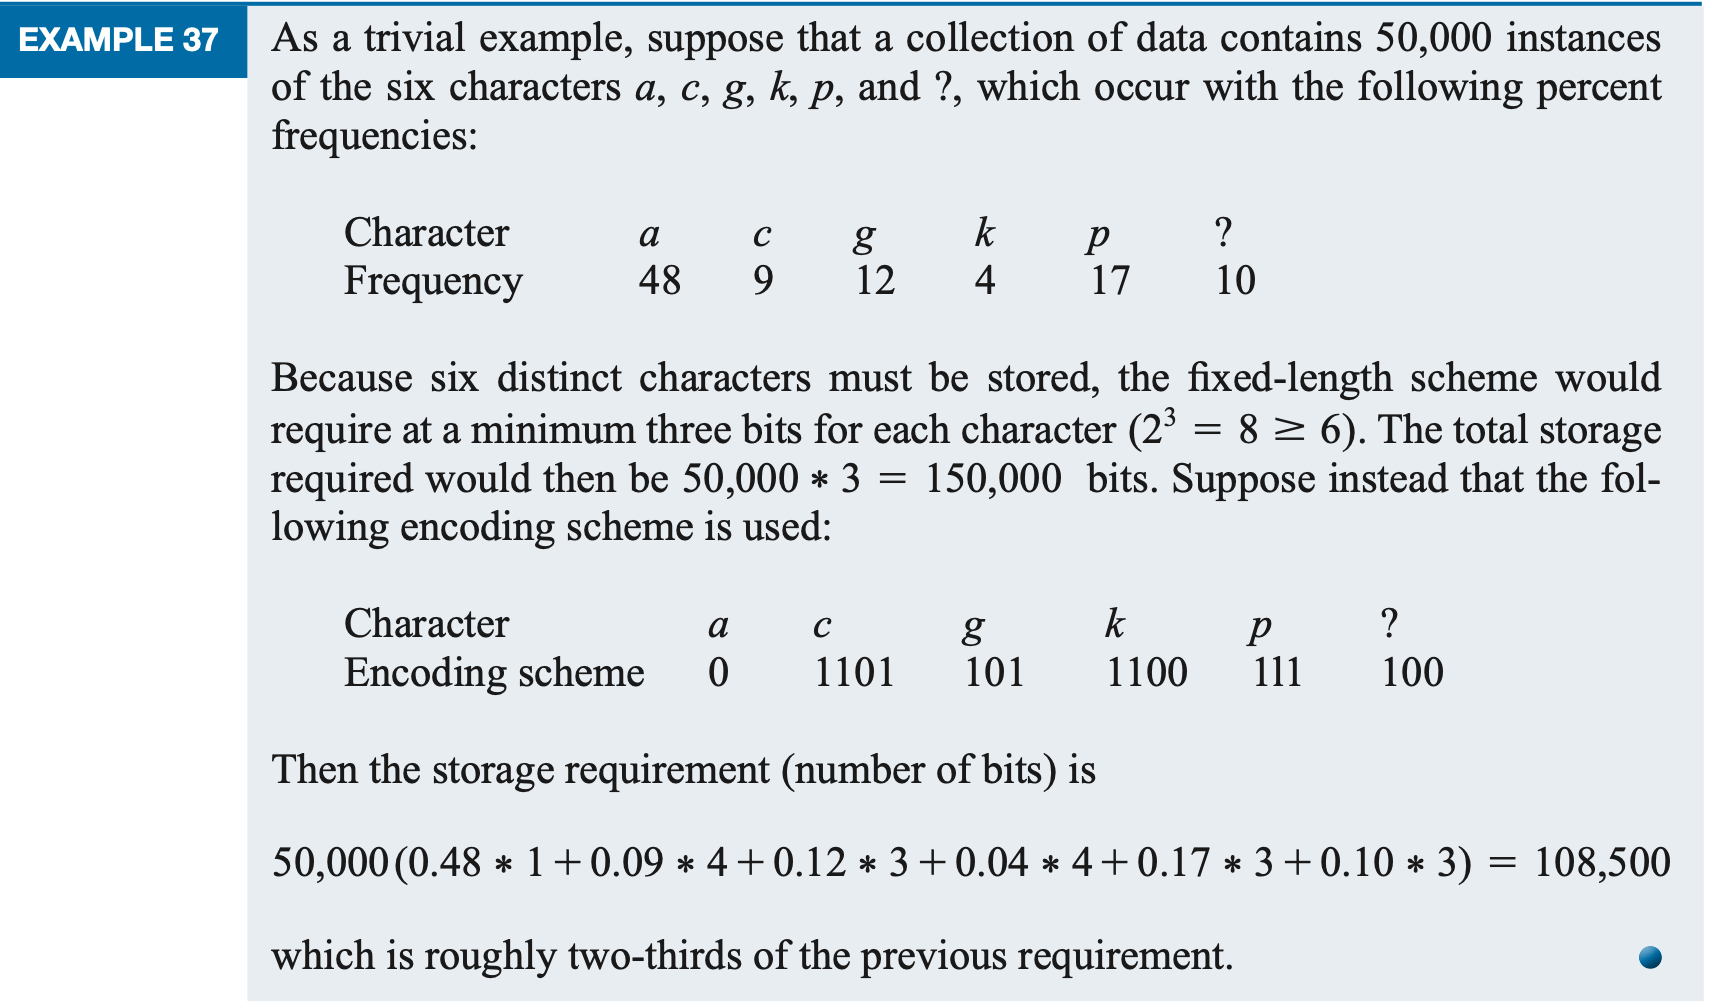 EXAMPLE 37
As a trivial example, suppose that a collection of data contains 50,000 instances
of the six characters a, c, g, k, p, and ?, which occur with the following percent
frequencies:
Character a c g k p ?
Frequency 48 9 12 4 17 10
Because six distinct characters must be stored, the fixed-length scheme would
require at a minimum three bits for each character (2³ = 8 ≥ 6). The total storage
required would then be 50,000 * 3 = 150,000 bits. Suppose instead that the fol-
lowing encoding scheme is used:
Character a c g k p ?
Encoding scheme 0 1101 101 1100 111 100
Then the storage requirement (number of bits) is
50,000(0.48 * 1 + 0.09 * 4 + 0.12 * 3 + 0.04 * 4 + 0.17 * 3 + 0.10 * 3) = 108,500
which is roughly two-thirds of the previous requirement.